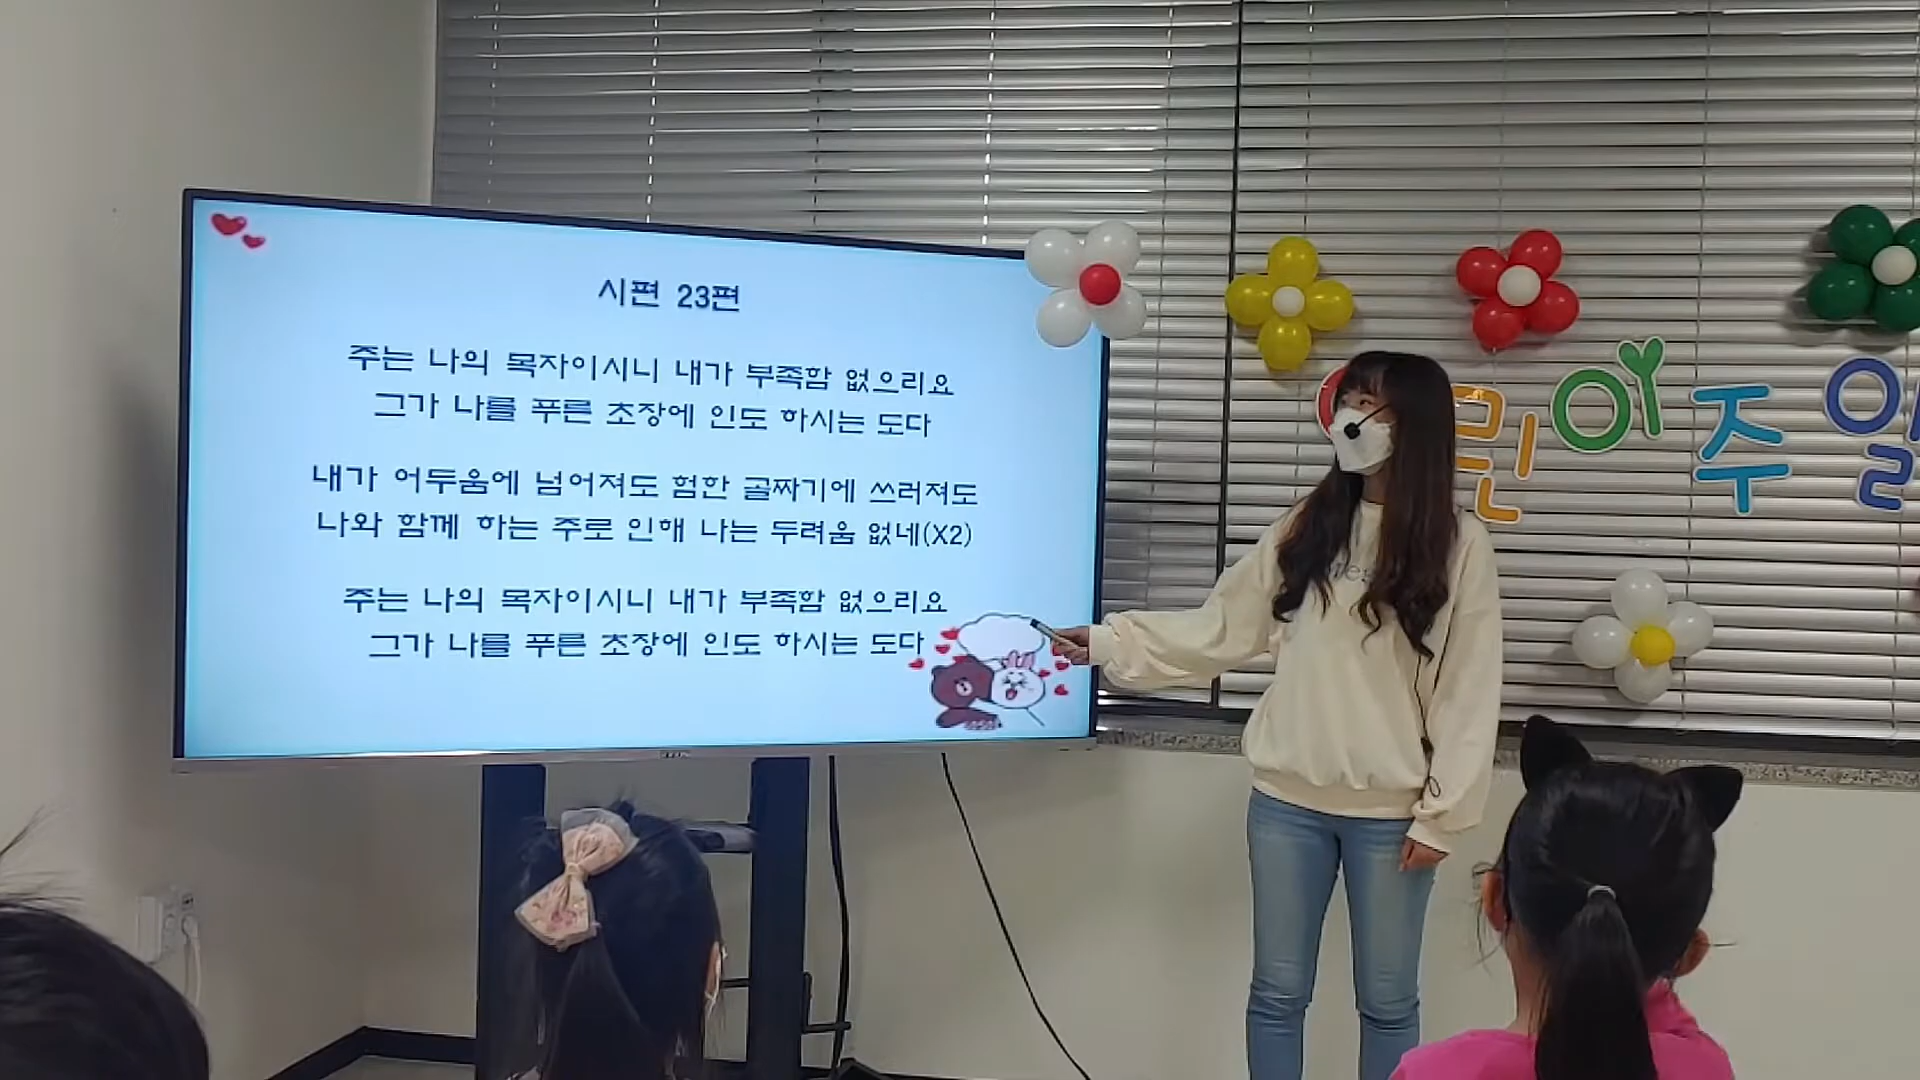 시편 23편
주는 나의 목자이시니 내가 부족함 없으리요
그가 나를 푸른 초장에 인도 하시는 도다
내가 어두움에 넘어져도 험한 골짜기에 쓰러져도
나와 함께 하는 주로 인해 나는 두려움 없네(X2)
주는 나의 목자이시니 내가 부족함 없으리요
그가 나를 푸른 초장에 인도 하시는 도다
린이주일